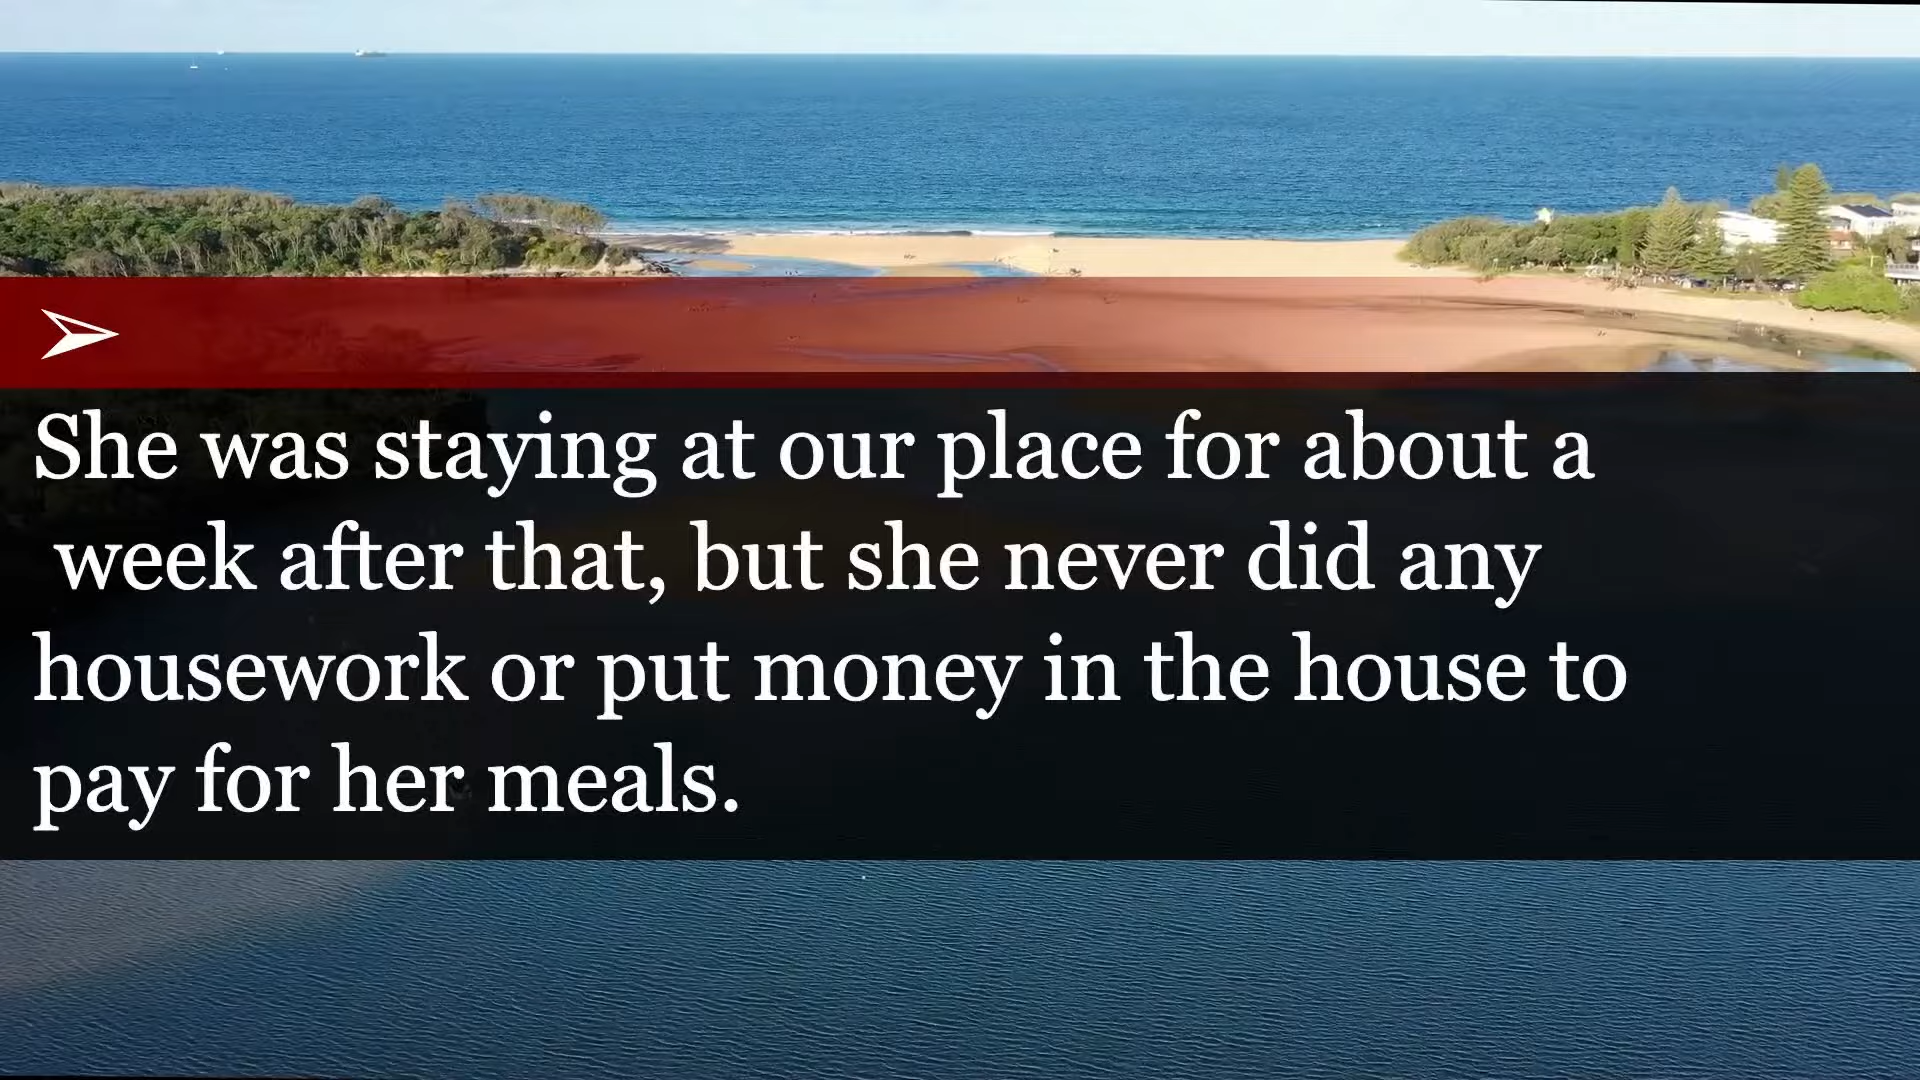 She was staying at our place for about a
week after that, but she never did any
housework or put money in the house to
pay for her meals.